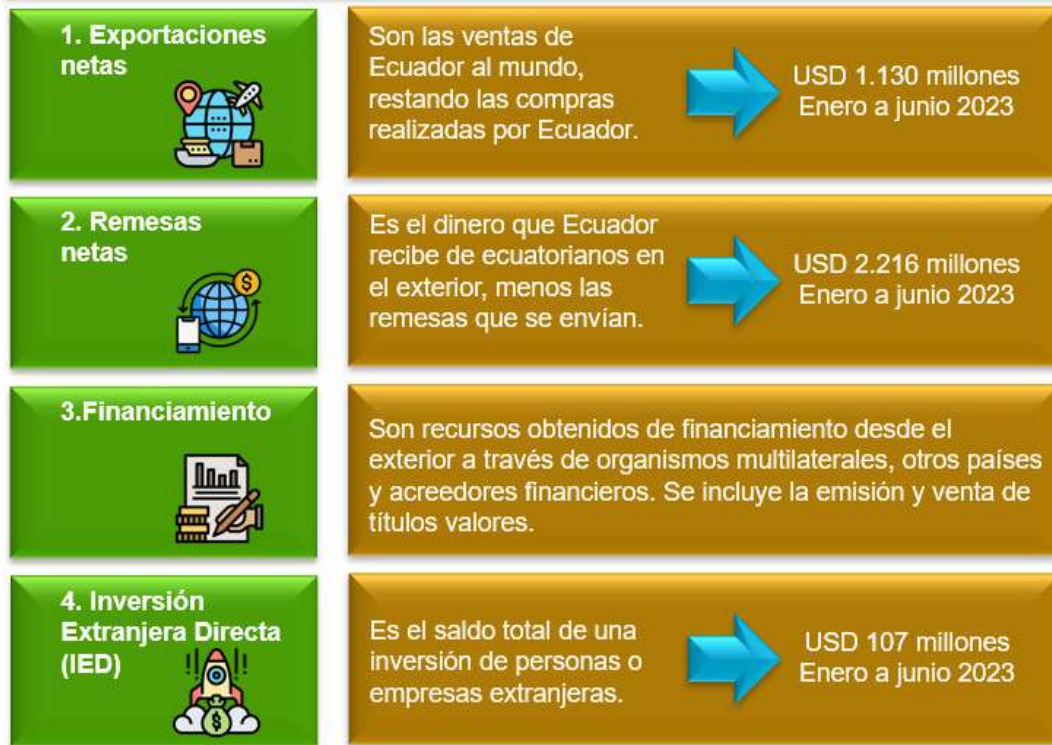 1. Exportaciones
netas
Son las ventas de
Ecuador al mundo,
restando las compras
realizadas por Ecuador.
USD 1.130 millones
Enero a junio 2023
2. Remesas
netas
$
Es el dinero que Ecuador
recibe de ecuatorianos en
el exterior, menos las
remesas que se envían.
USD 2.216 millones
Enero a junio 2023
3.Financiamiento
Son recursos obtenidos de financiamiento desde el
exterior a través de organismos multilaterales, otros países
y acreedores financieros. Se incluye la emisión y venta de
títulos valores.
4. Inversión
Extranjera Directa
(IED)
$
Es el saldo total de una
inversión de personas o
empresas extranjeras.
USD 107 millones
Enero a junio 2023